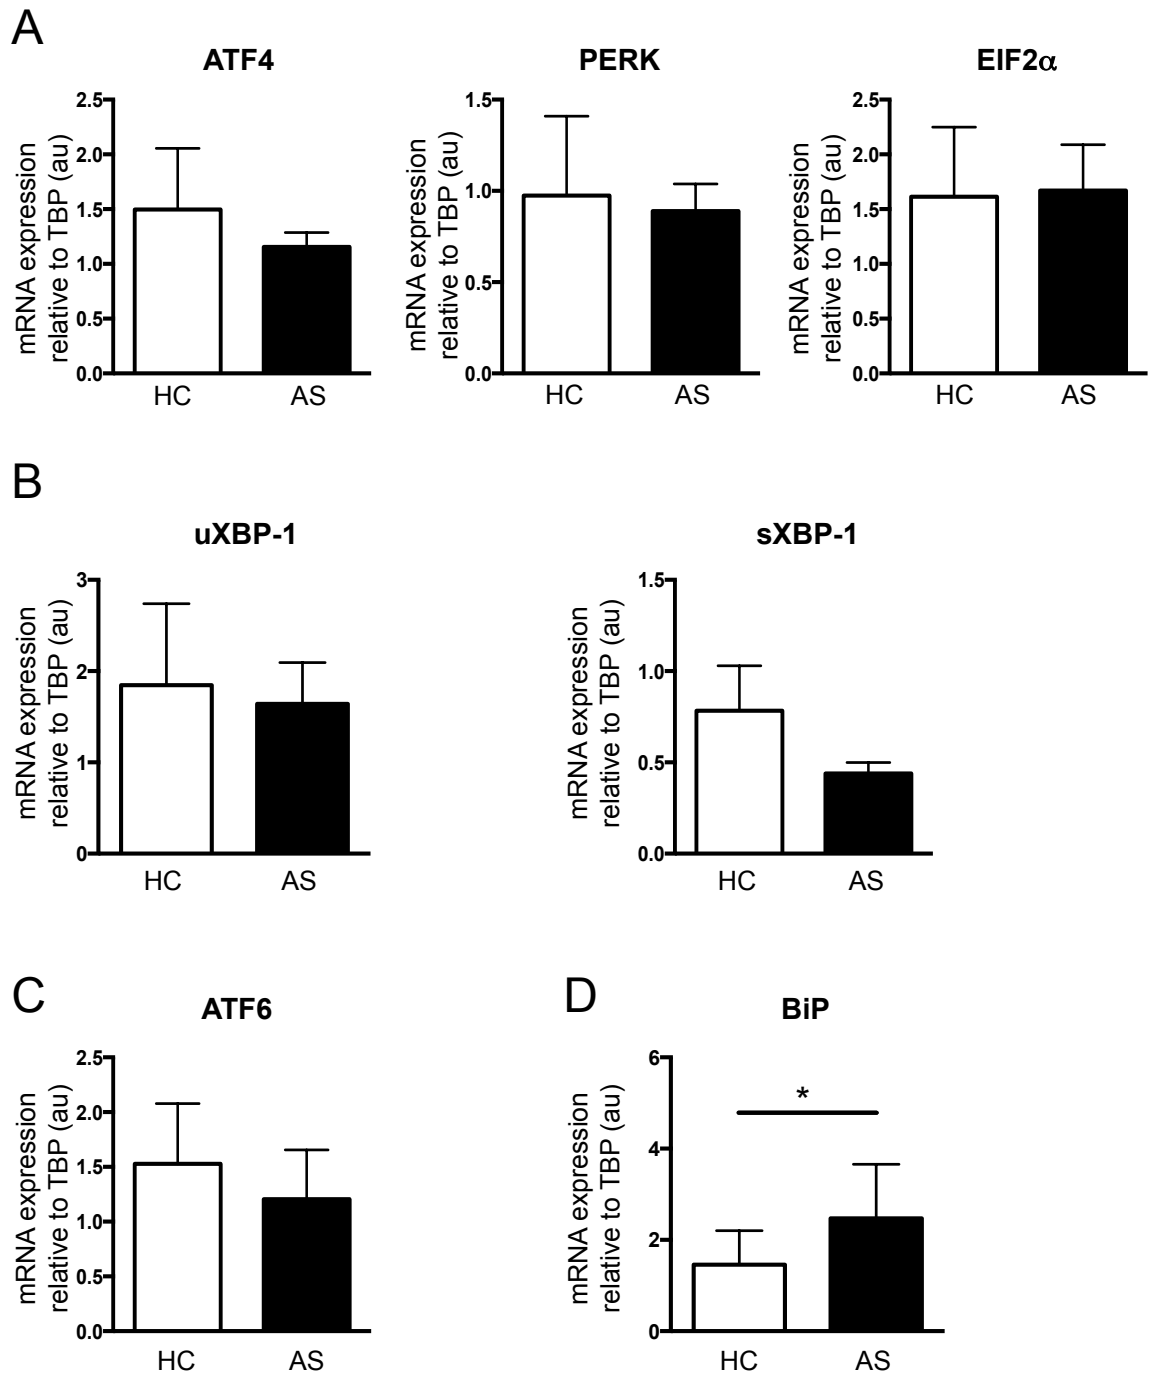 A
ATF4
PERK
EIF2α
mRNA expression
relative to TBP (au)
2.5
2.0
1.5
1.0
0.5
0.0
HC
AS
mRNA expression
relative to TBP (au)
1.5
1.0
0.5
0.0
HC
AS
mRNA expression
relative to TBP (au)
2.5
2.0
1.5
1.0
0.5
0.0
HC
AS
B
uXBP-1
sXBP-1
mRNA expression
relative to TBP (au)
3
2
1
0
HC
AS
mRNA expression
relative to TBP (au)
1.5
1.0
0.5
0.0
HC
AS
C
ATF6
mRNA expression
relative to TBP (au)
2.5
2.0
1.5
1.0
0.5
0.0
HC
AS
D
BiP
mRNA expression
relative to TBP (au)
6
4
2
0
*
HC
AS